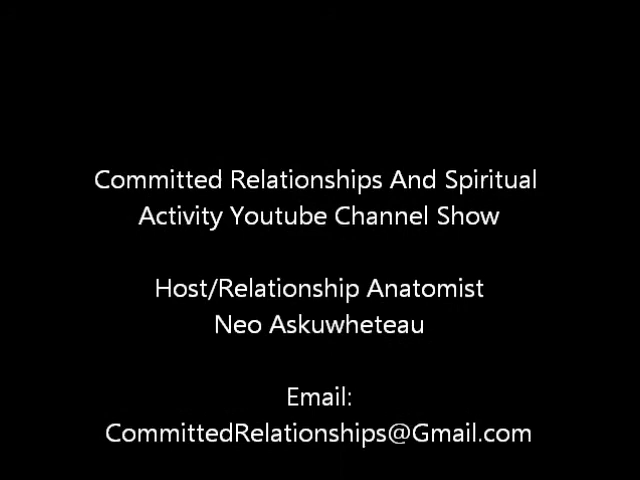 Committed Relationships And Spiritual
Activity Youtube Channel Show
Host/Relationship Anatomist
Neo Askuwheteau
Email:
CommittedRelationships@Gmail.com